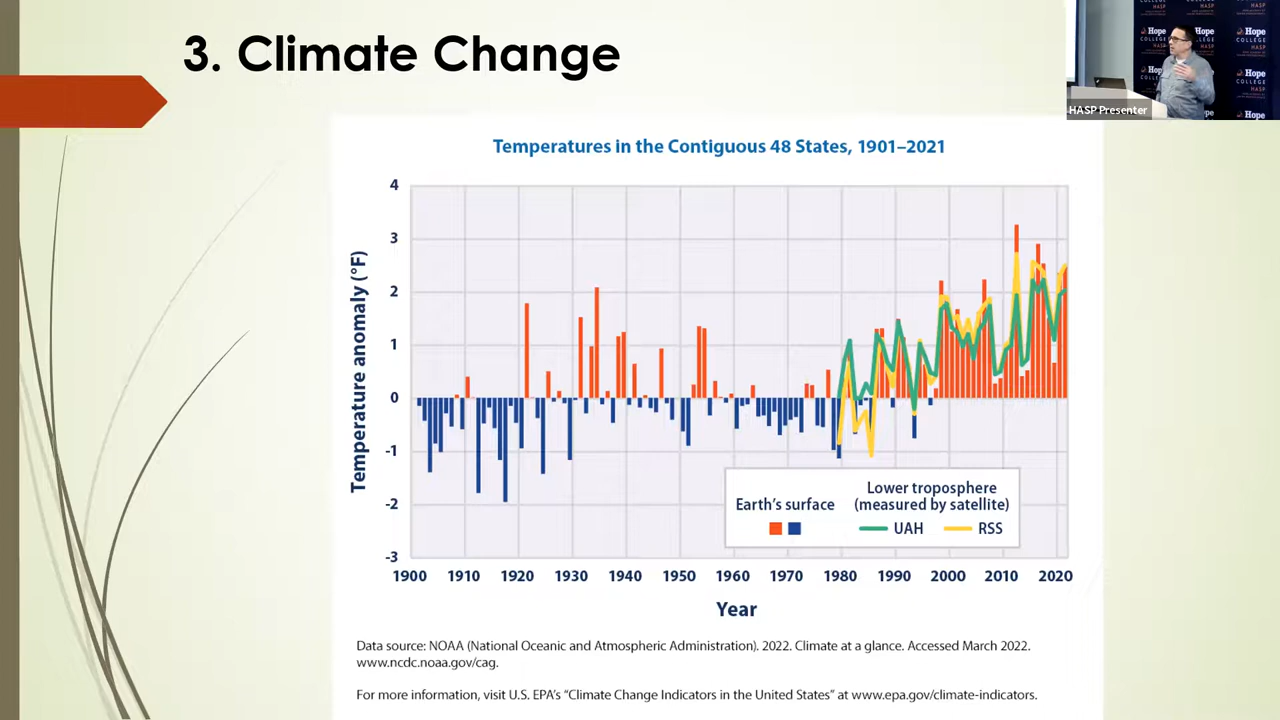 3. Climate Change
Hope
COLLEGE
HASP
HASP Presenter
Temperatures in the Contiguous 48 States, 1901–2021
Temperature anomaly (°F)
4
3
2
1
0
-1
-2
-3
Earth's surface
Lower troposphere
(measured by satellite)
UAH
RSS
1900 1910 1920 1930 1940 1950 1960 1970 1980 1990 2000 2010 2020
Year
Data source: NOAA (National Oceanic and Atmospheric Administration). 2022. Climate at a glance. Accessed March 2022.
www.ncdc.noaa.gov/cag.
For more information, visit U.S. EPA's "Climate Change Indicators in the United States" at www.epa.gov/climate-indicators.